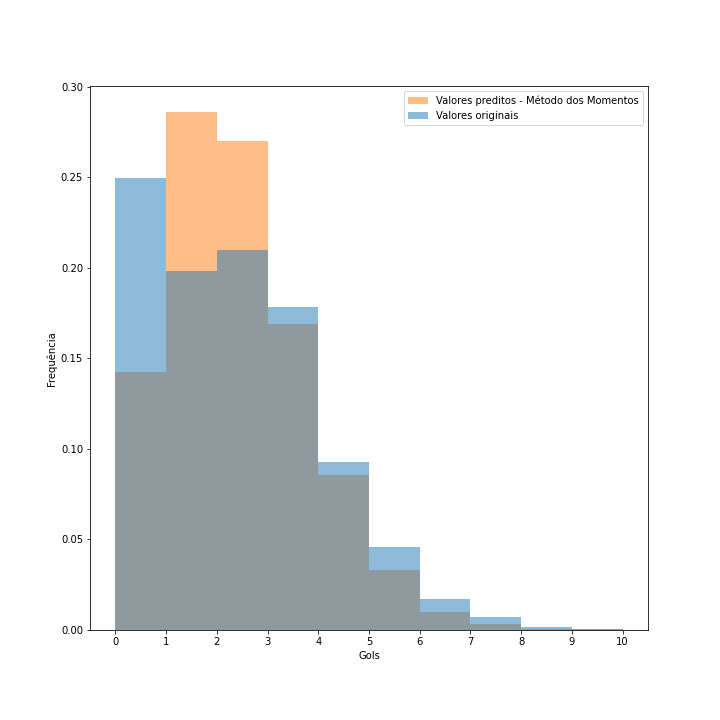 Valores preditos - Método dos Momentos
Valores originais
0.30
0.25
0.20
0.15
0.10
0.05
0.00
Frequência
0 1 2 3 4 5 6 7 8 9 10
Gols